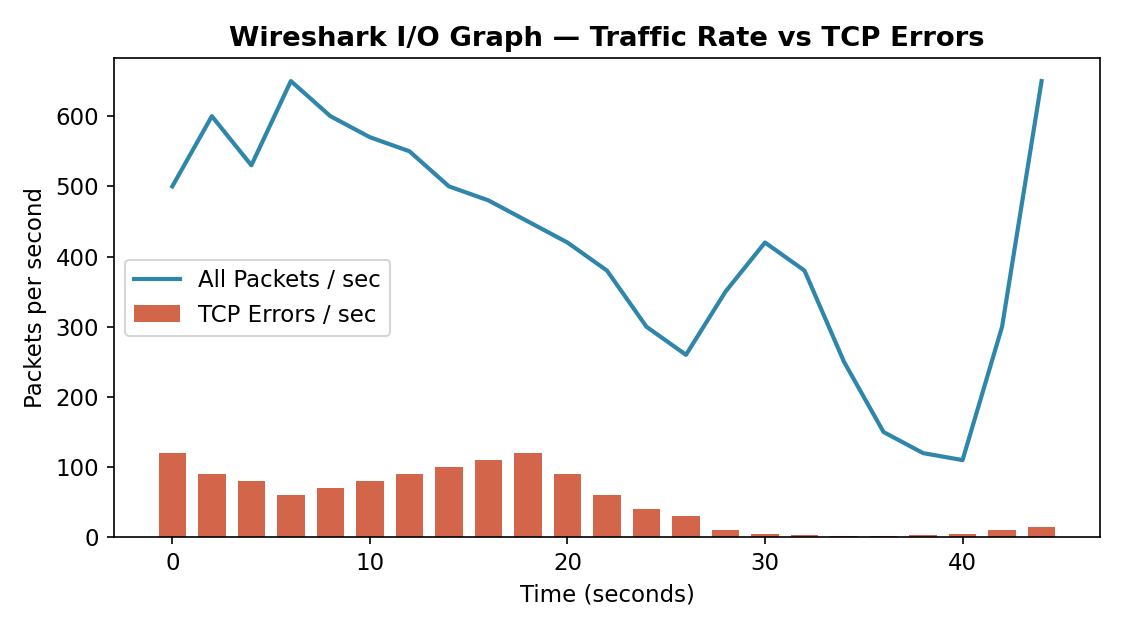 Wireshark I/O Graph — Traffic Rate vs TCP Errors
Packets per second
600
500
400
300
200
100
0
All Packets / sec
TCP Errors / sec
0 10 20 30 40
Time (seconds)